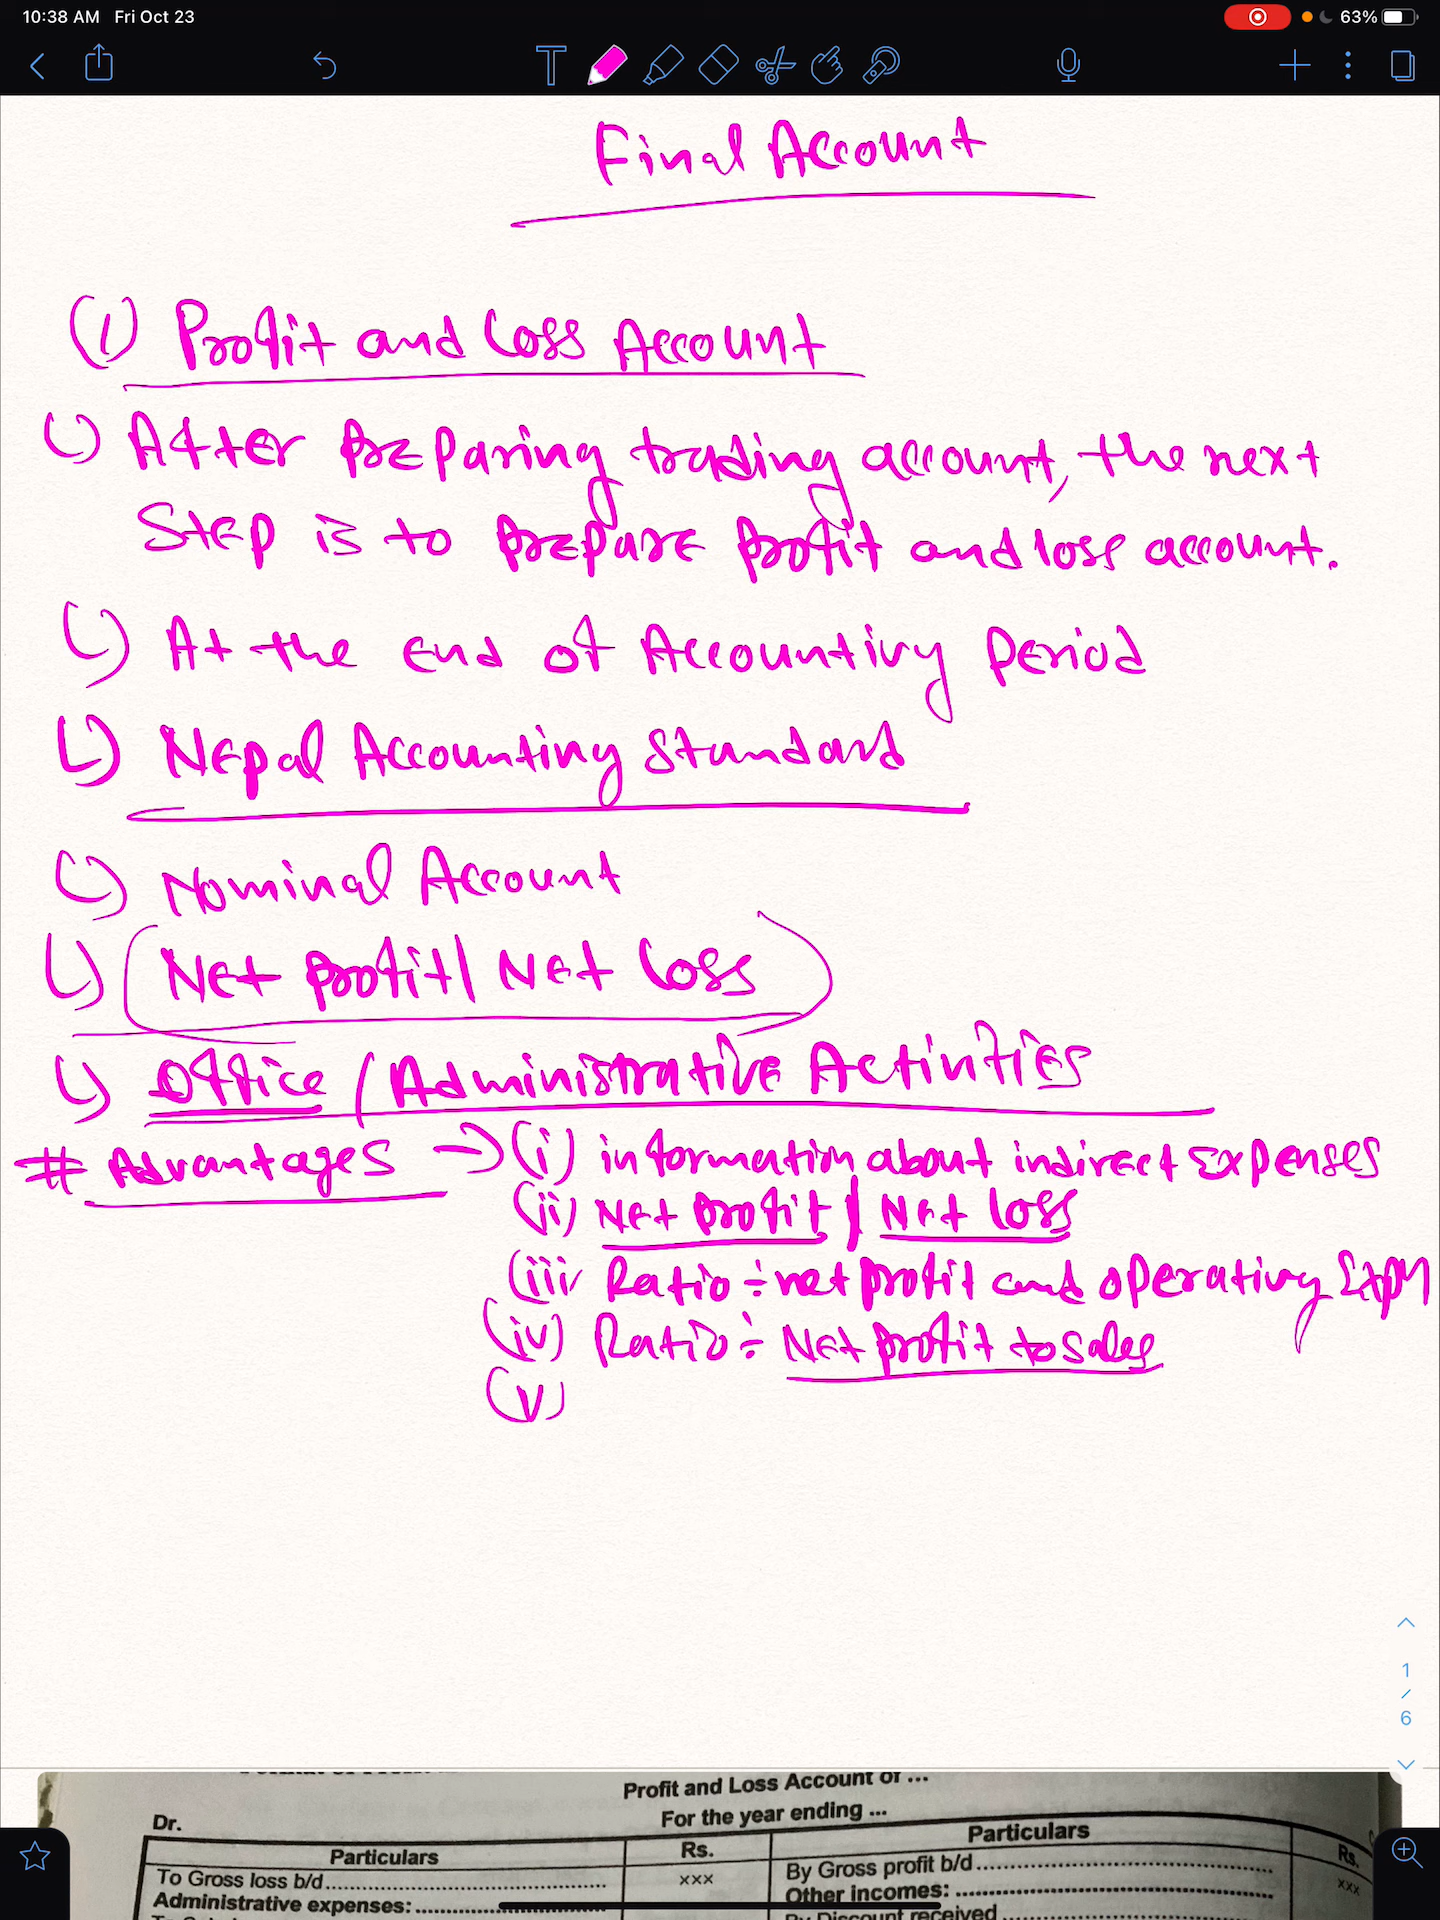 10:38 AM Fri Oct 23
63%
Final Account
(1) Profit and Loss Account
After preparing trading account, the next
Step is to prepare profit and loss account.
At the end of Accounting Period
Nepal Accounting Standard
Nominal Account
Net profit/ Net Loss
Office / Administrative Activities
# Advantages → (i) information about indirect Expenses
(ii) Net profit / Net loss
(iii) Ratio ÷ net profit and operating Expn
(iv) Ratio ÷ Net profit to sales
(v)
1
/
6
Profit and Loss Account of ...
For the year ending ...
Dr.
Particulars Rs. Particulars Rs.
To Gross loss b/d xxx By Gross profit b/d xxx
Administrative expenses: Other incomes:
By Discount received